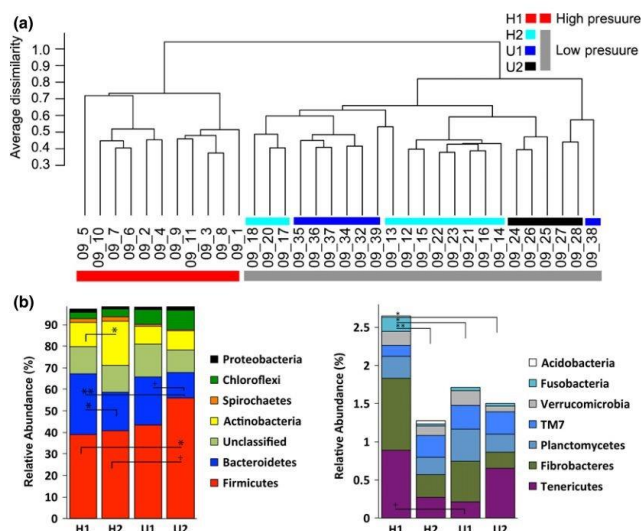 (a)
H1 High presuure
H2
U1 Low presuure
U2
Average dissimilarity
1.0
0.9
0.8
0.7
0.6
0.5
0.4
0.3
09_5
09_10
09_7
09_6
09_2
09_4
09_9
09_11
09_3
09_8
09_1
09_18
09_20
09_17
09_35
09_36
09_37
09_34
09_32
09_39
09_13
09_12
09_15
09_22
09_23
09_21
09_16
09_14
09_24
09_26
09_25
09_27
09_28
09_38
(b)
Relative Abundance (%)
90
80
70
60
50
40
30
20
10
0
*
**
*
*
H1 H2 U1 U2
Proteobacteria
Chloroflexi
Spirochaetes
Actinobacteria
Unclassified
Bacteroidetes
Firmicutes
Relative Abundance (%)
2.5
2
1.5
1
0.5
0
*
*
**
H1 H2 U1 U2
Acidobacteria
Fusobacteria
Verrucomicrobia
TM7
Planctomycetes
Fibrobacteres
Tenericutes